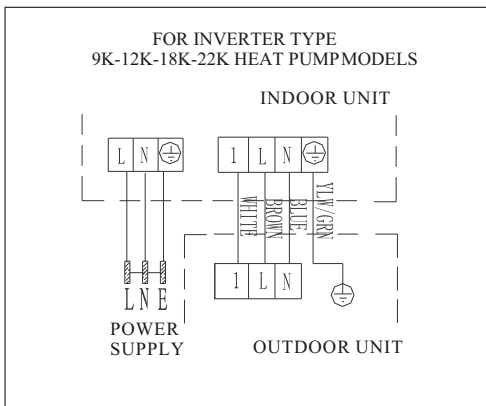 FOR INVERTER TYPE
9K-12K-18K-22K HEAT PUMPMODELS
INDOOR UNIT
L N
1 L N
WHITE
BROWN
BLUE
YLW/GRN
1 L N
L N E
POWER
SUPPLY
OUTDOOR UNIT